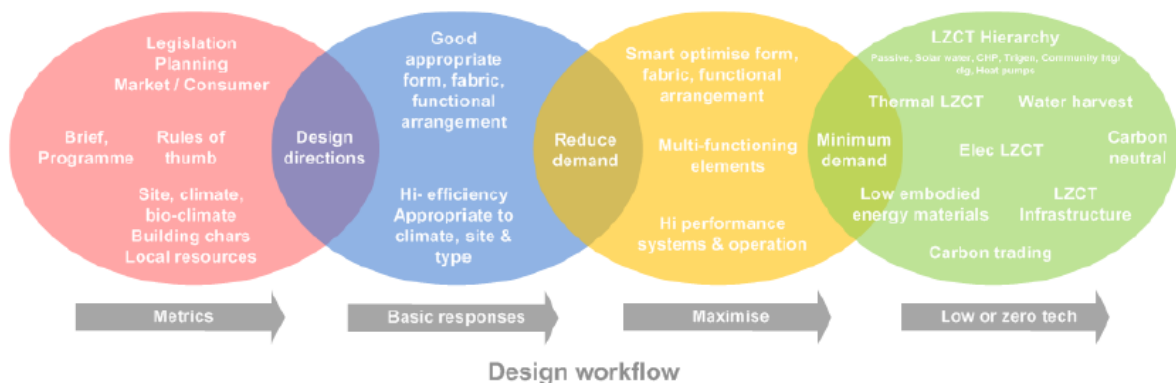 Legislation
Planning
Market / Consumer
Brief,
Programme
Rules of
thumb
Site, climate,
bio-climate
Building chars
Local resources
Design
directions
Good
appropriate
form, fabric,
functional
arrangement
Hi- efficiency
Appropriate to
climate, site &
type
Reduce
demand
Smart optimise form,
fabric, functional
arrangement
Multi-functioning
elements
Hi performance
systems & operation
Minimum
demand
LZCT Hierarchy
Passive, Solar water, CHP, Trigen, Community htg/
clg, Heat pumps
Thermal LZCT
Water harvest
Elec LZCT
Carbon
neutral
Low embodied
energy materials
LZCT
Infrastructure
Carbon trading
Metrics
Basic responses
Maximise
Low or zero tech
Design workflow